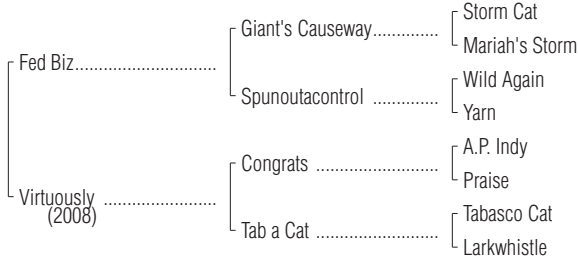 Storm Cat
Giant's Causeway..............
Mariah's Storm
Fed Biz..............................
Wild Again
Spunoutacontrol ..............
Yarn
A.P. Indy
Congrats ..........................
Praise
Virtuously ........................
(2008)
Tabasco Cat
Tab a Cat ..........................
Larkwhistle